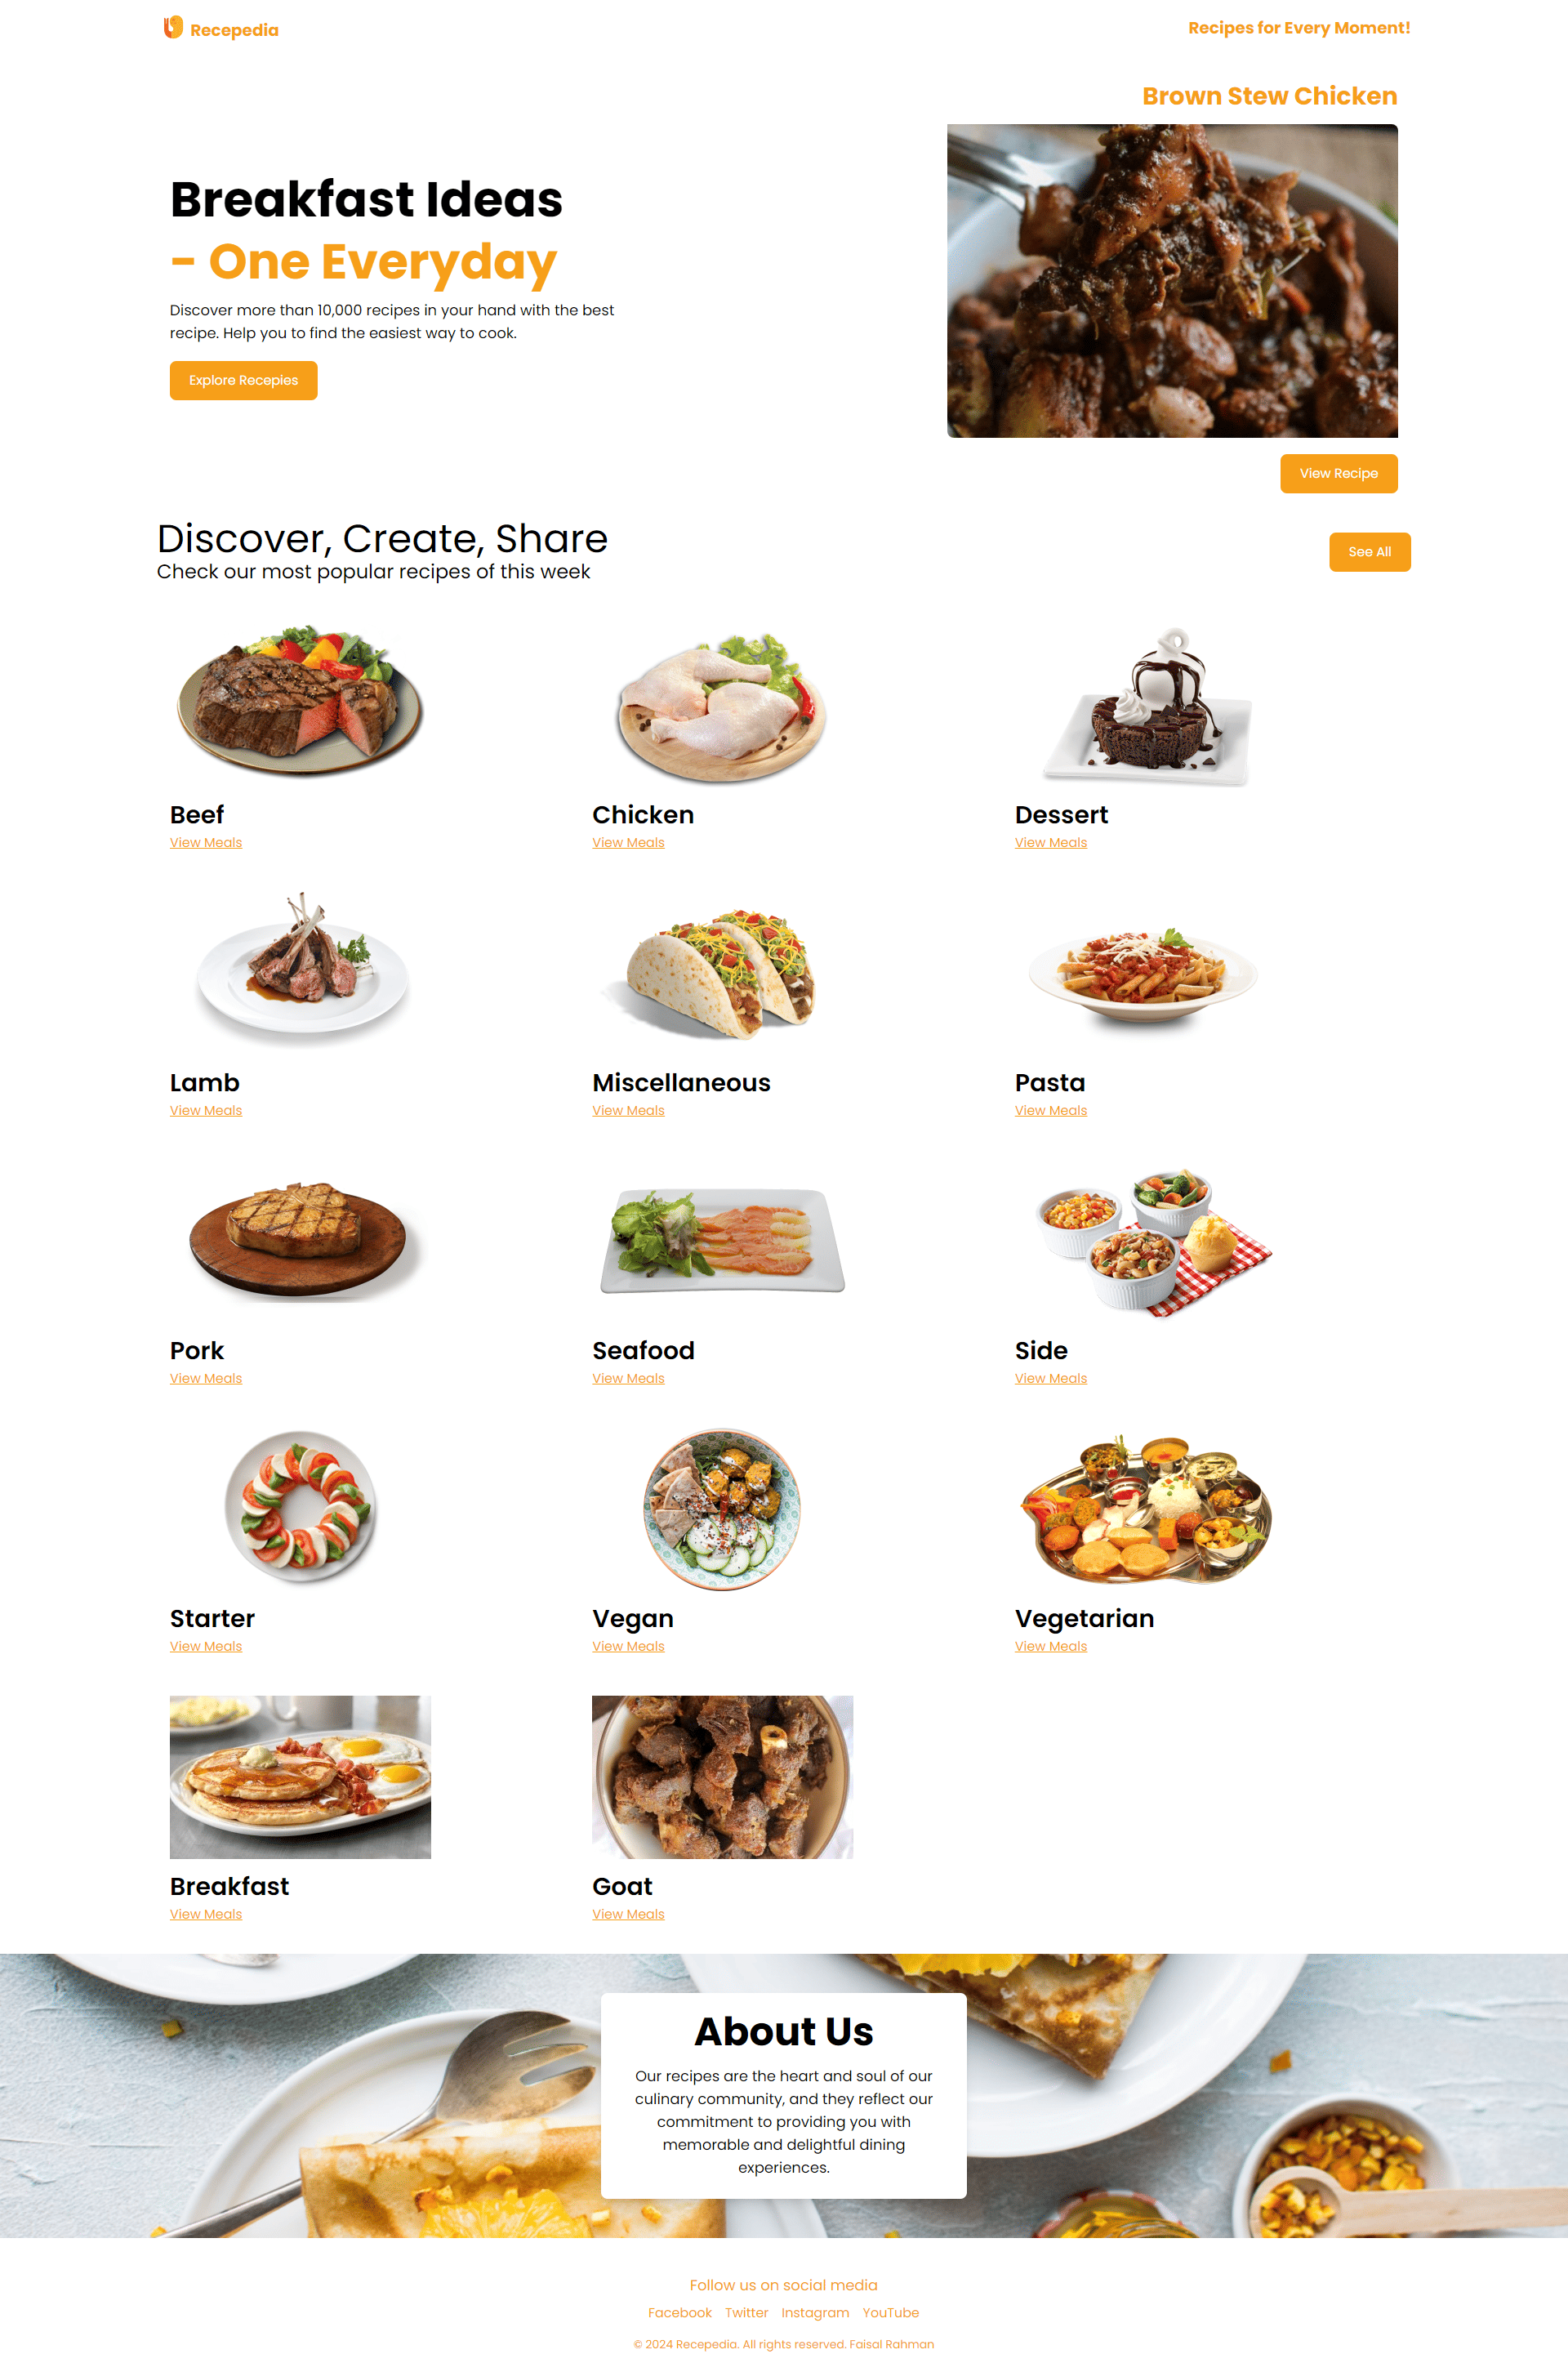 Recepedia
Recipes for Every Moment!
Brown Stew Chicken
Breakfast Ideas
- One Everyday
Discover more than 10,000 recipes in your hand with the best
recipe. Help you to find the easiest way to cook.
Explore Recepies
View Recipe
Discover, Create, Share
Check our most popular recipes of this week
See All
Beef
View Meals
Chicken
View Meals
Dessert
View Meals
Lamb
View Meals
Miscellaneous
View Meals
Pasta
View Meals
Pork
View Meals
Seafood
View Meals
Side
View Meals
Starter
View Meals
Vegan
View Meals
Vegetarian
View Meals
Breakfast
View Meals
Goat
View Meals
About Us
Our recipes are the heart and soul of our
culinary community, and they reflect our
commitment to providing you with
memorable and delightful dining
experiences.
Follow us on social media
Facebook Twitter Instagram YouTube
© 2024 Recepedia. All rights reserved. Faisal Rahman